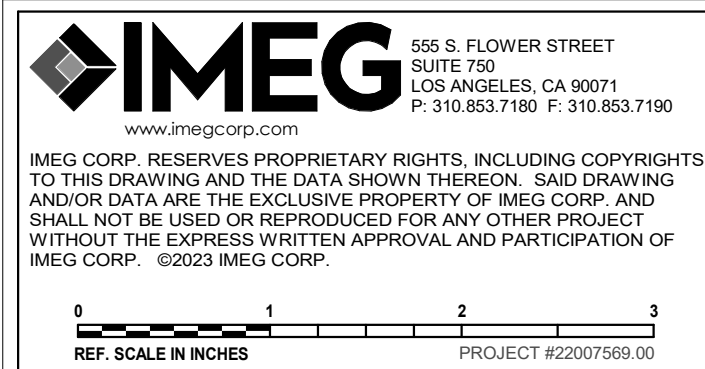 IMEG
555 S. FLOWER STREET
SUITE 750
LOS ANGELES, CA 90071
P: 310.853.7180 F: 310.853.7190
www.imegcorp.com
IMEG CORP. RESERVES PROPRIETARY RIGHTS, INCLUDING COPYRIGHTS
TO THIS DRAWING AND THE DATA SHOWN THEREON. SAID DRAWING
AND/OR DATA ARE THE EXCLUSIVE PROPERTY OF IMEG CORP. AND
SHALL NOT BE USED OR REPRODUCED FOR ANY OTHER PROJECT
WITHOUT THE EXPRESS WRITTEN APPROVAL AND PARTICIPATION OF
IMEG CORP. ©2023 IMEG CORP.
0 1 2 3
REF. SCALE IN INCHES PROJECT #22007569.00